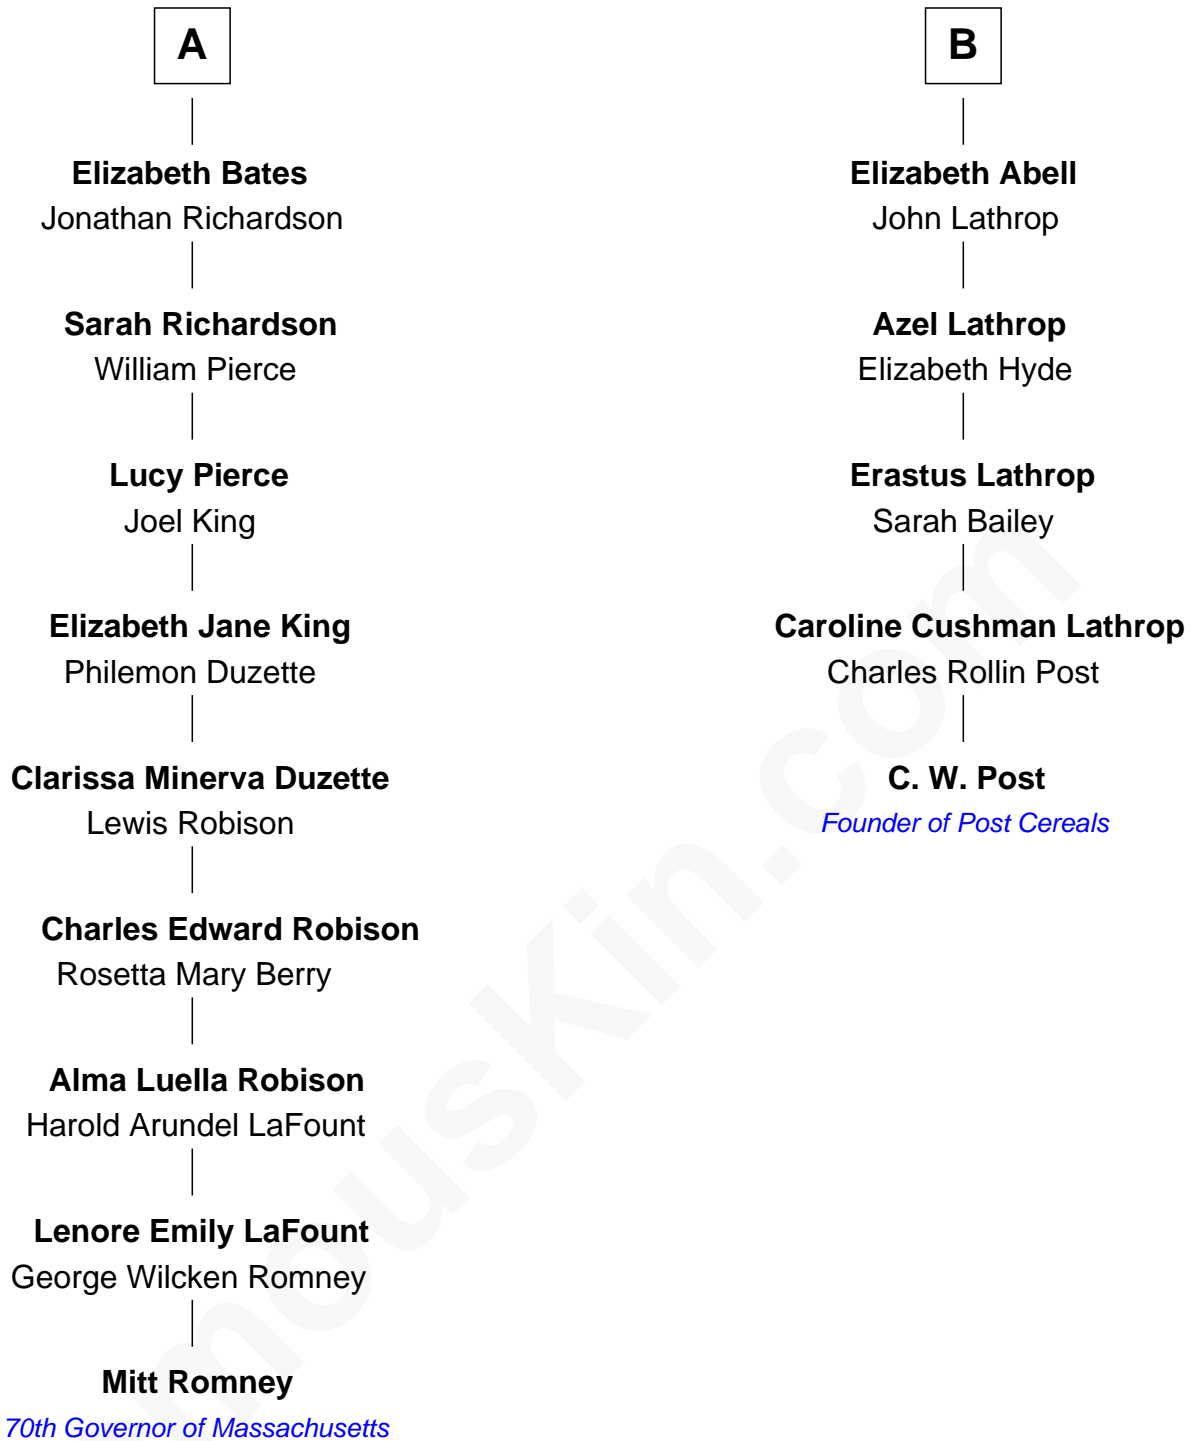 A
Elizabeth Bates
Jonathan Richardson
Sarah Richardson
William Pierce
Lucy Pierce
Joel King
Elizabeth Jane King
Philemon Duzette
Clarissa Minerva Duzette
Lewis Robison
Charles Edward Robison
Rosetta Mary Berry
Alma Luella Robison
Harold Arundel LaFount
Lenore Emily LaFount
George Wilcken Romney
Mitt Romney
70th Governor of Massachusetts
B
Elizabeth Abell
John Lathrop
Azel Lathrop
Elizabeth Hyde
Erastus Lathrop
Sarah Bailey
Caroline Cushman Lathrop
Charles Rollin Post
C. W. Post
Founder of Post Cereals
mousKin.com